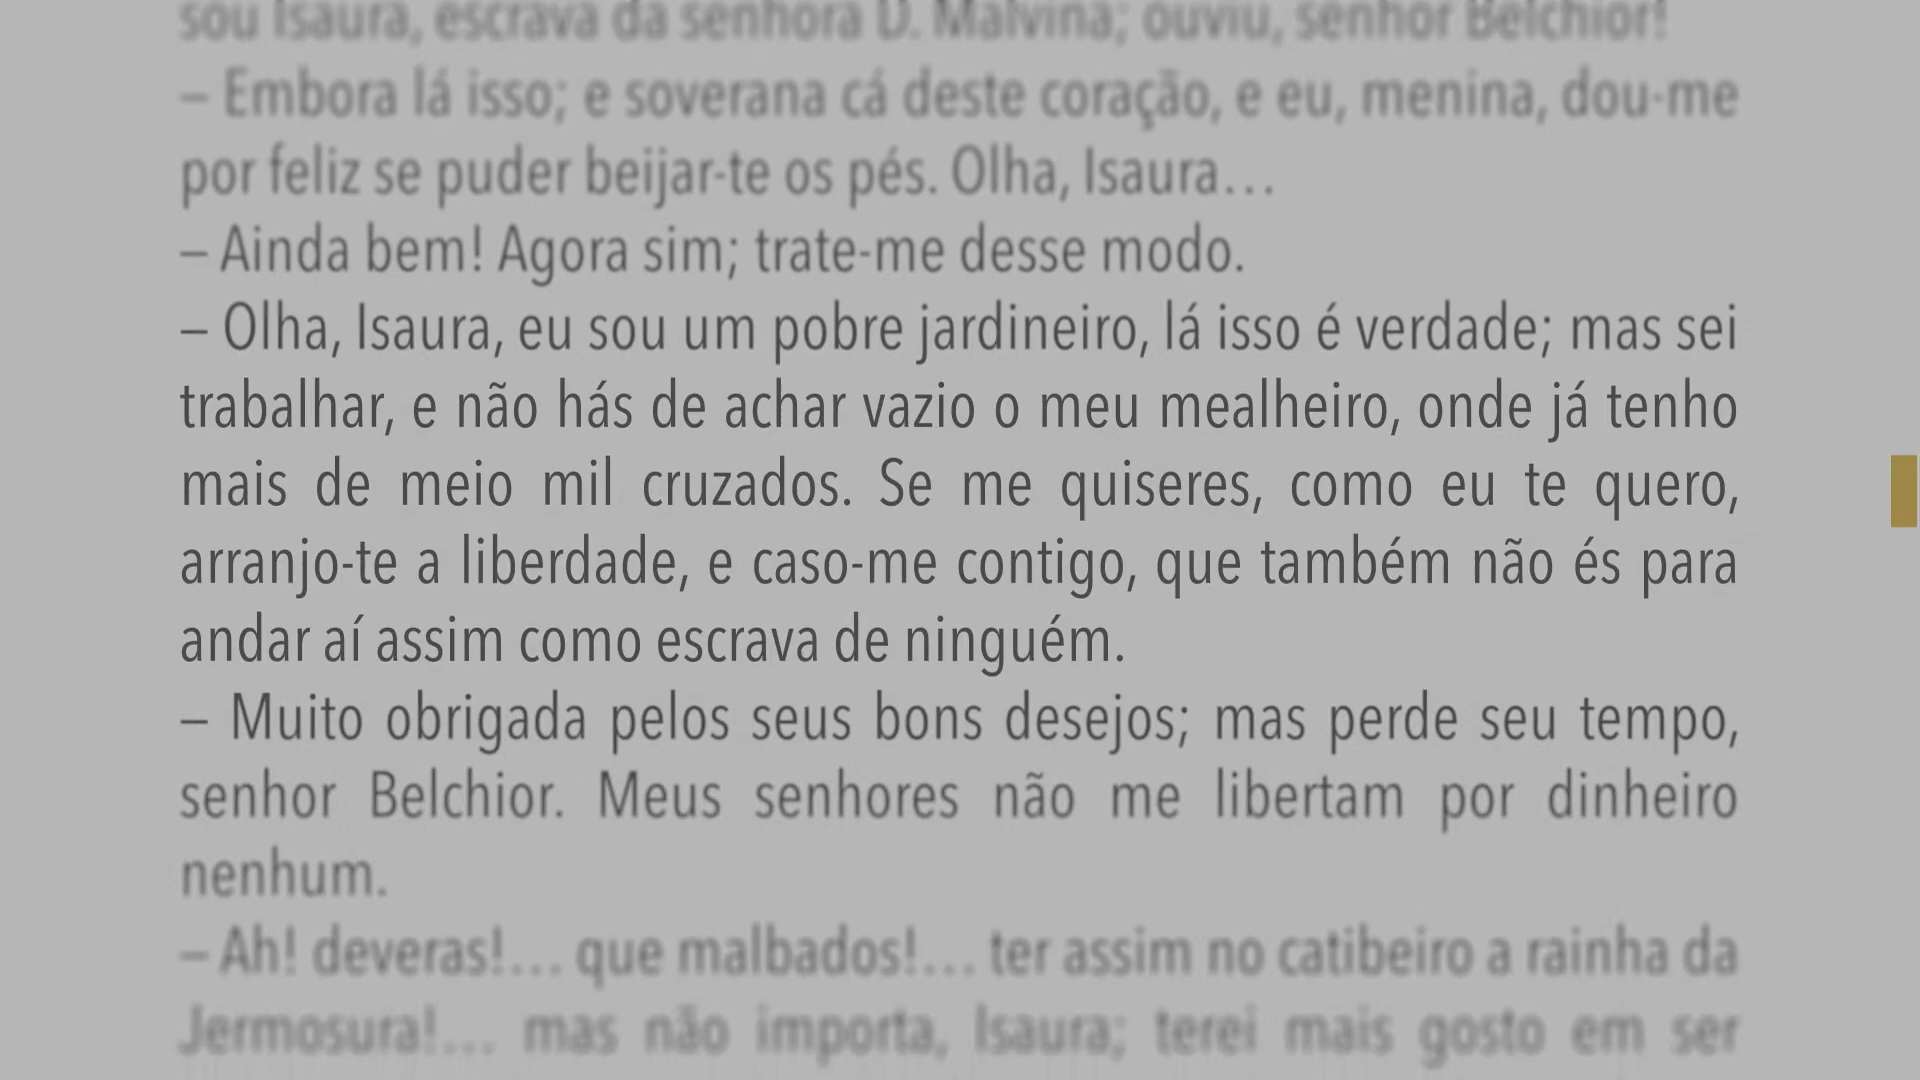 sou Isaura, escrava da senhora D. Malvina; ouviu, senhor Belchior!
– Embora lá isso; e soverana cá deste coração, e eu, menina, dou-me
por feliz se puder beijar-te os pés. Olha, Isaura…
– Ainda bem! Agora sim; trate-me desse modo.
– Olha, Isaura, eu sou um pobre jardineiro, lá isso é verdade; mas sei
trabalhar, e não hás de achar vazio o meu mealheiro, onde já tenho
mais de meio mil cruzados. Se me quiseres, como eu te quero,
arranjo-te a liberdade, e caso-me contigo, que também não és para
andar aí assim como escrava de ninguém.
– Muito obrigada pelos seus bons desejos; mas perde seu tempo,
senhor Belchior. Meus senhores não me libertam por dinheiro
nenhum.
– Ah! deveras!… que malbados!… ter assim no catibeiro a rainha da
Jermosura!… mas não importa, Isaura; terei mais gosto em ser